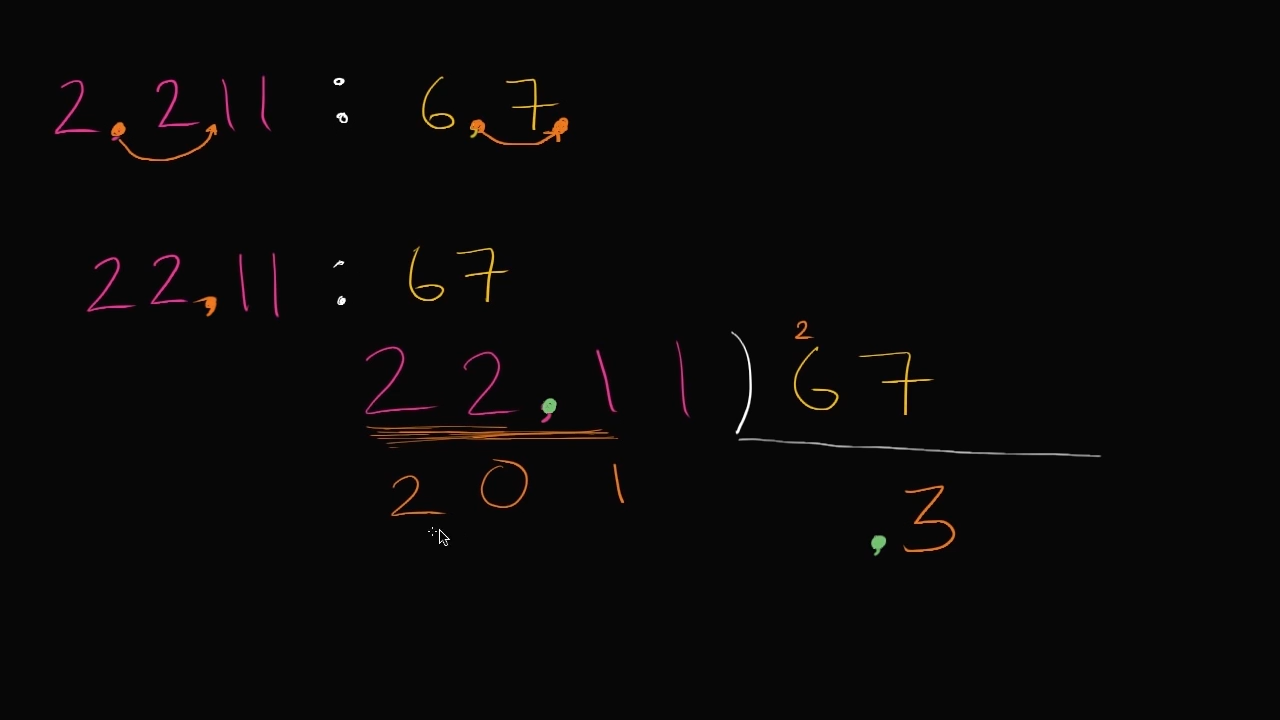 2,211 : 6,7
22,11 : 67
2
22,11 ) 67
201 ,3